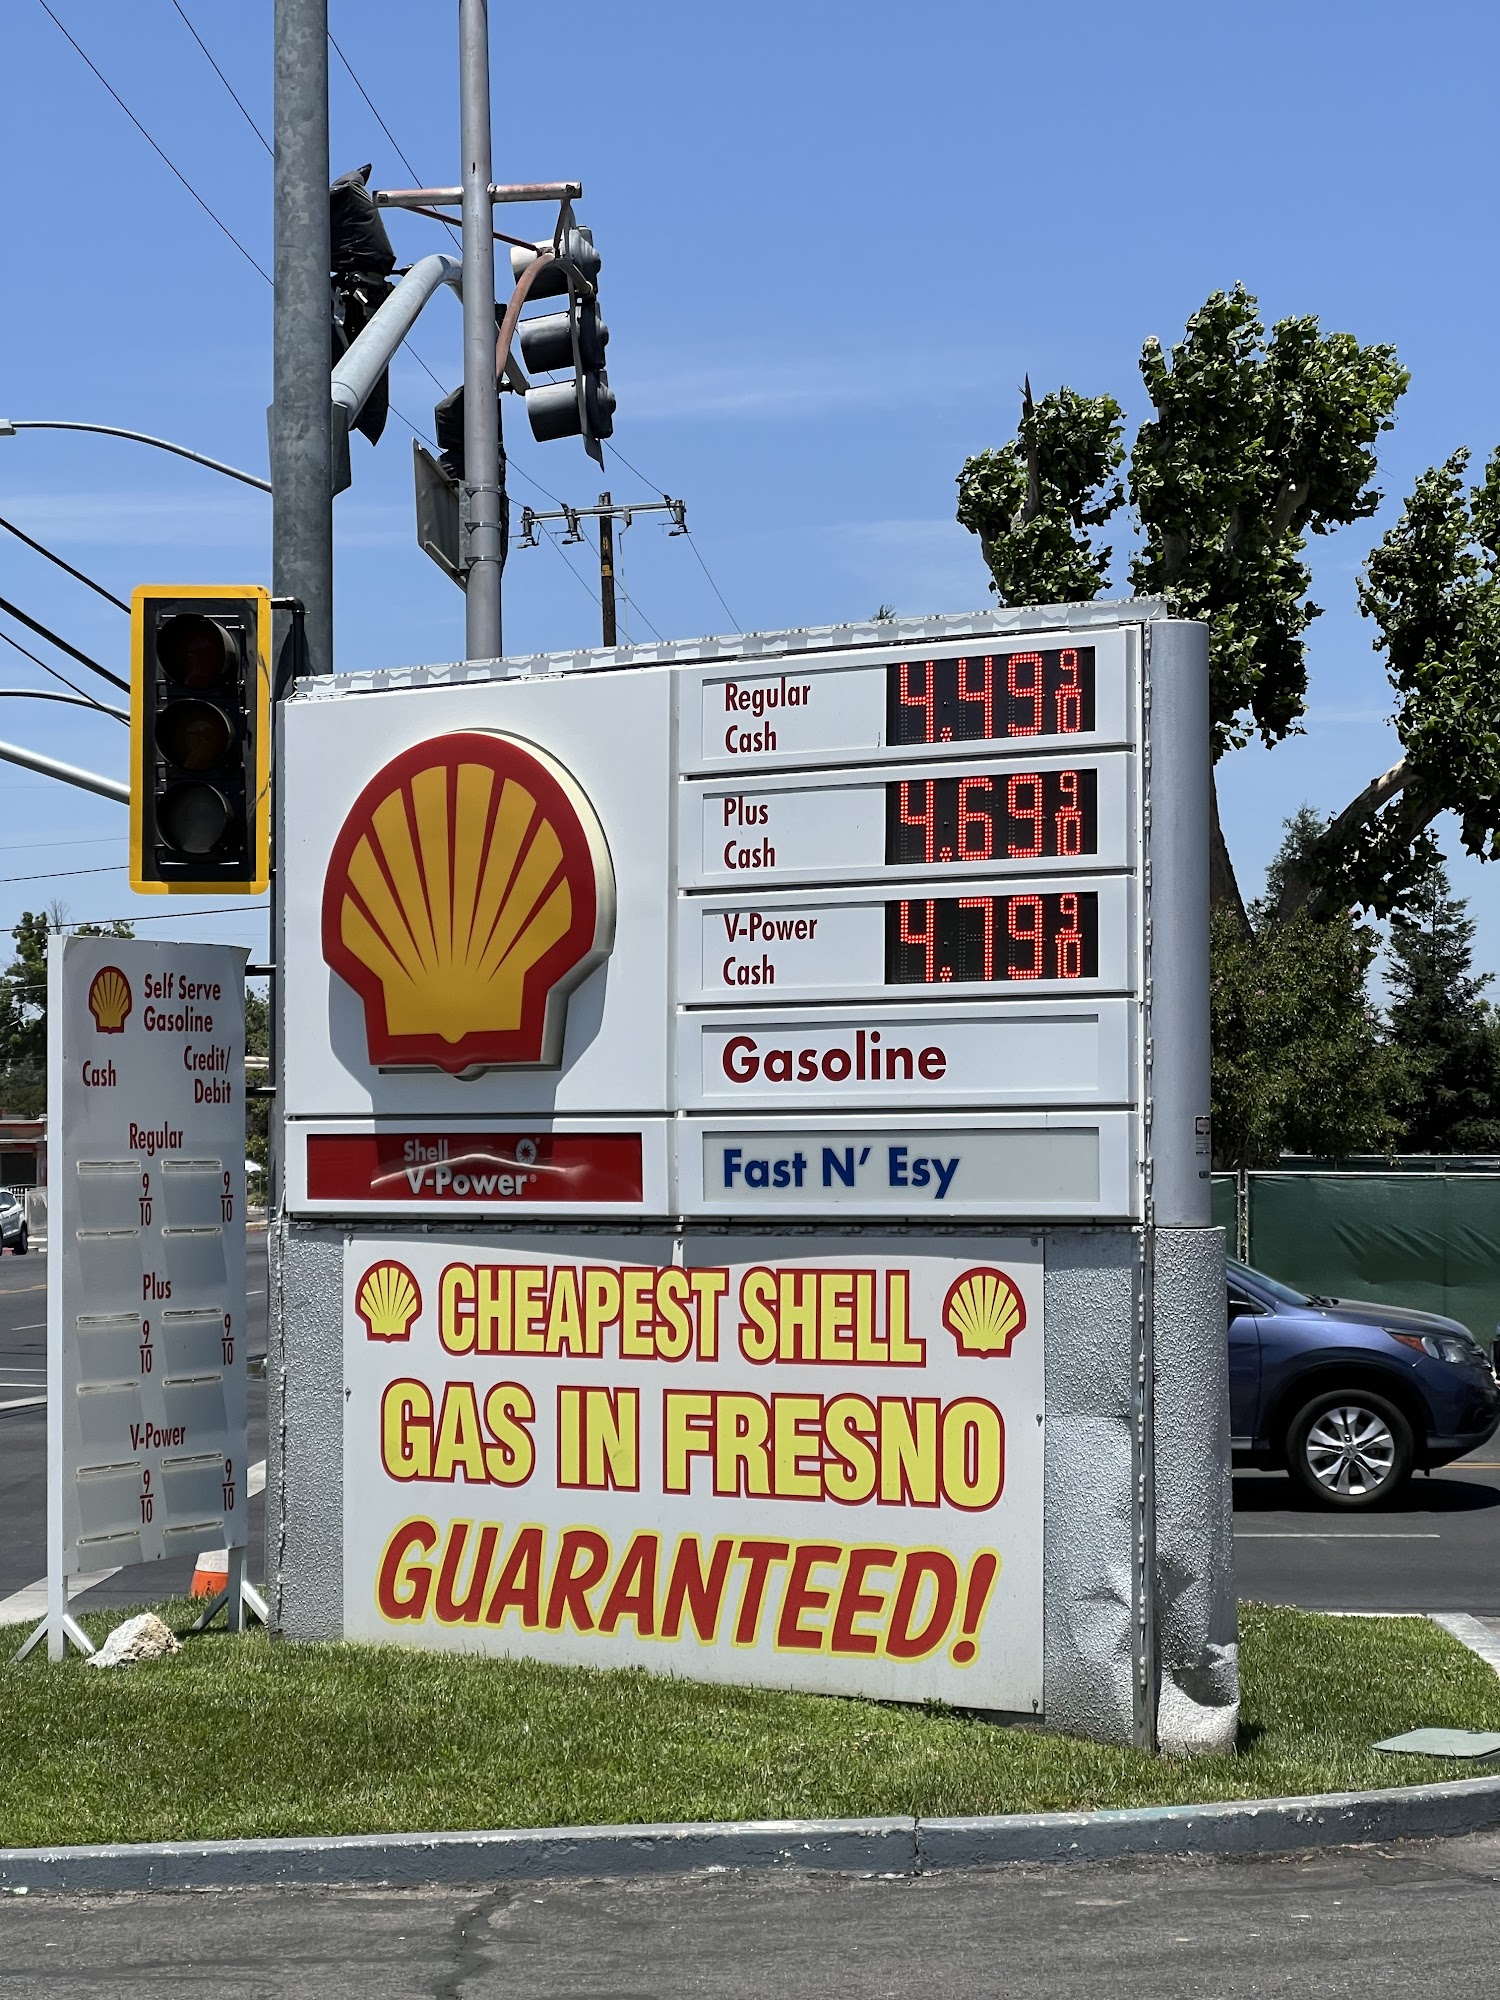 Regular
Cash
4.49 9/10
Plus
Cash
4.69 9/10
V-Power
Cash
4.79 9/10
Gasoline
Shell
V-Power
Fast N' Esy
CHEAPEST SHELL
GAS IN FRESNO
GUARANTEED!
Self Serve
Gasoline
Cash
Credit/
Debit
Regular
9/10 9/10
Plus
9/10 9/10
V-Power
9/10 9/10